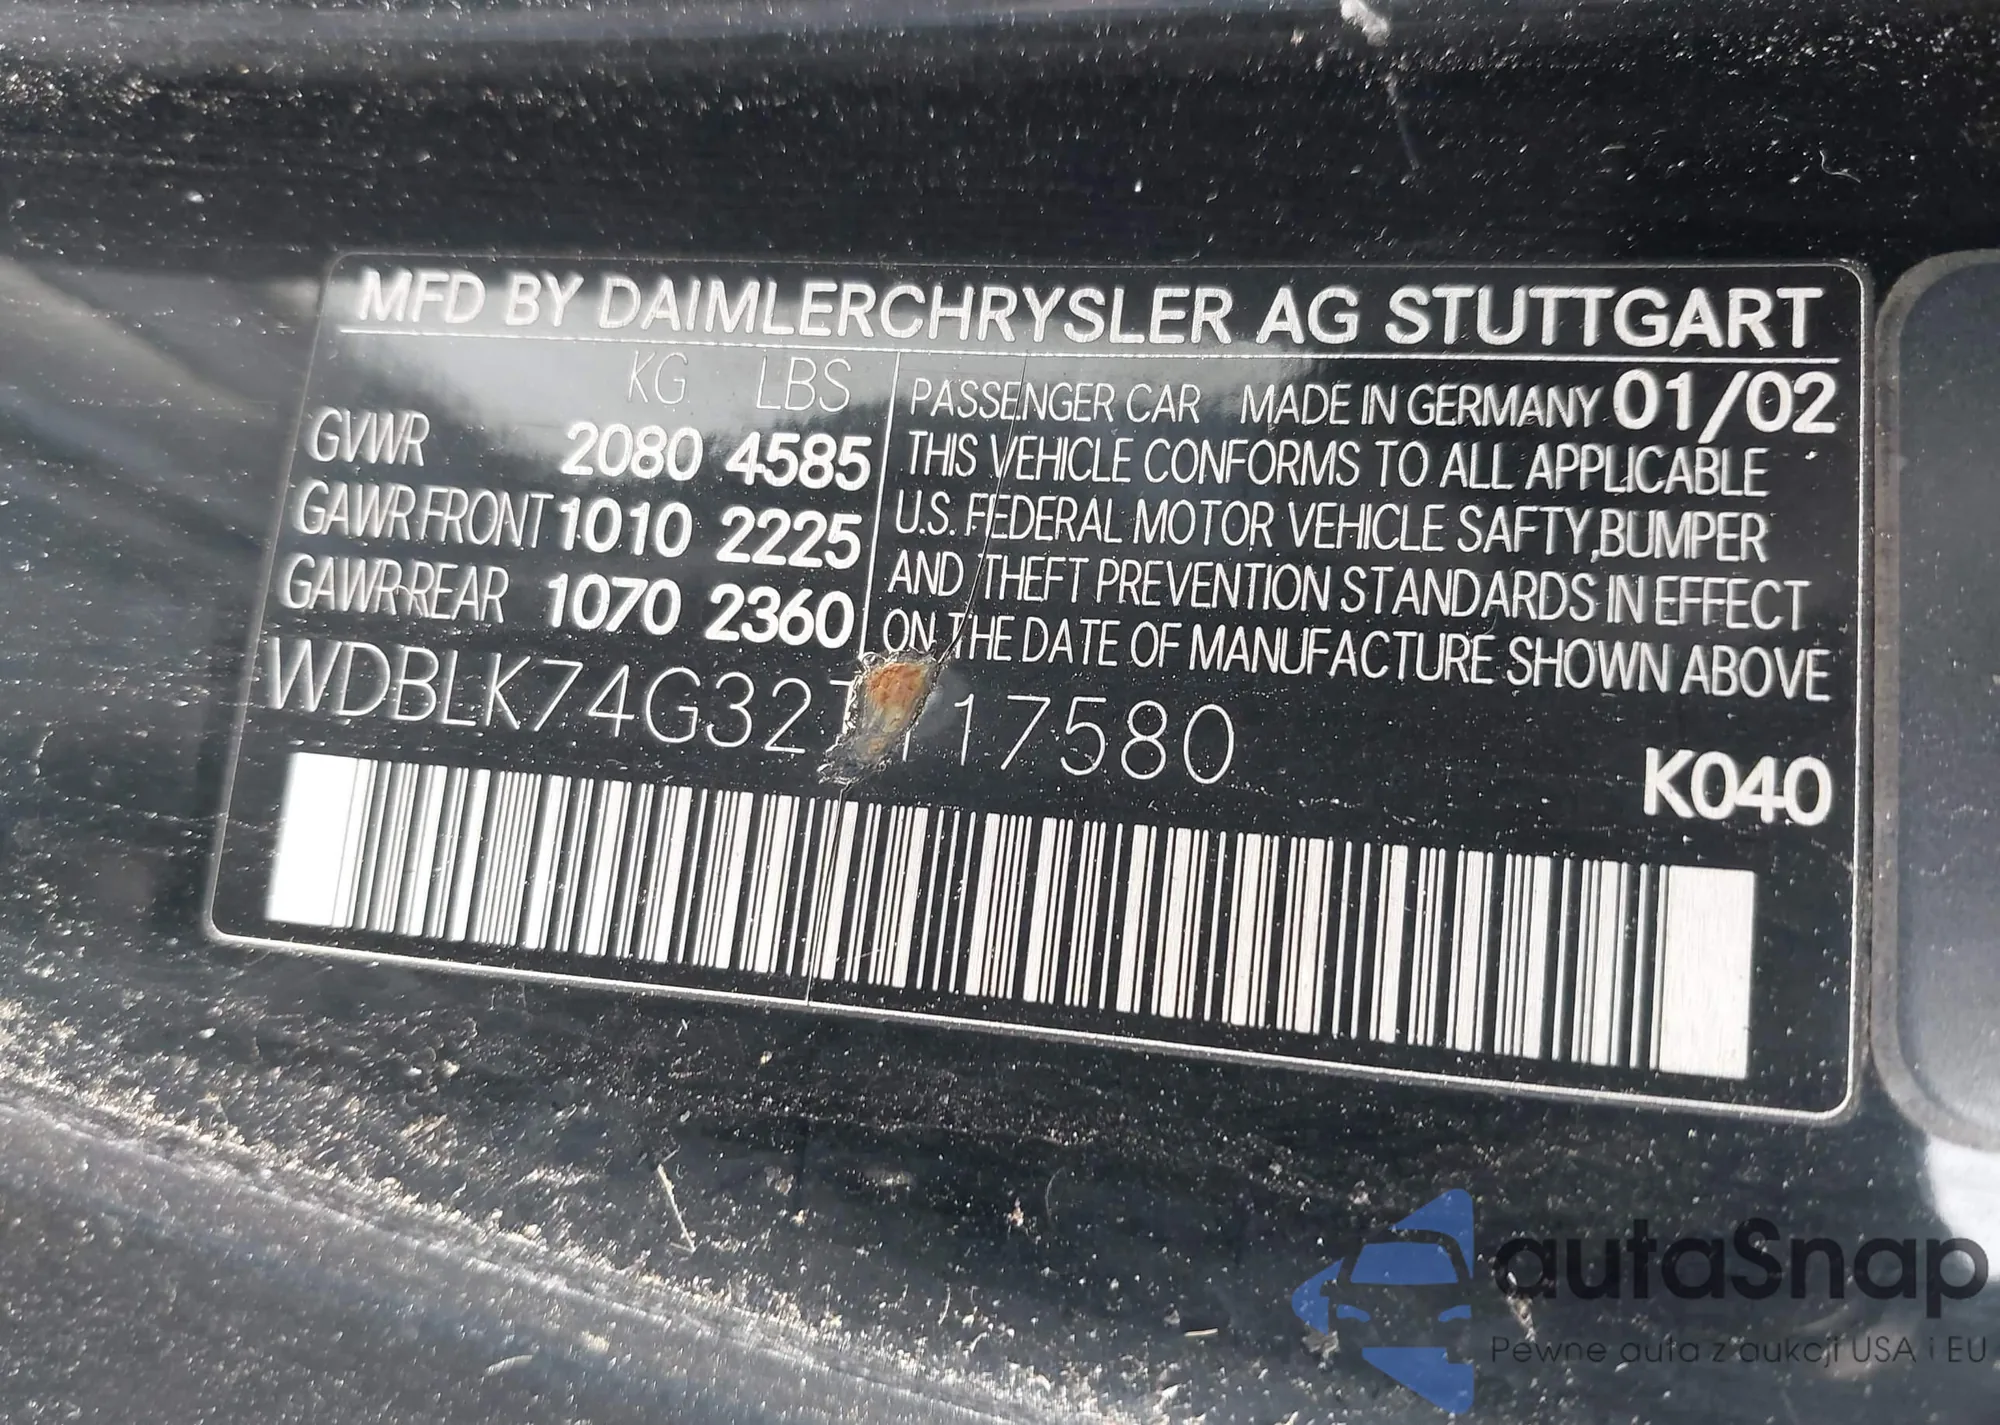 MFD BY DAIMLERCHRYSLER AG STUTTGART
KG LBS
GVWR 2080 4585
GAWR FRONT 1010 2225
GAWR REAR 1070 2360
PASSENGER CAR MADE IN GERMANY 01/02
THIS VEHICLE CONFORMS TO ALL APPLICABLE
U.S. FEDERAL MOTOR VEHICLE SAFTY, BUMPER
AND THEFT PREVENTION STANDARDS IN EFFECT
ON THE DATE OF MANUFACTURE SHOWN ABOVE
WDBLK74G32T117580
K040
autaSnap
Pewne auta z aukcji USA i EU